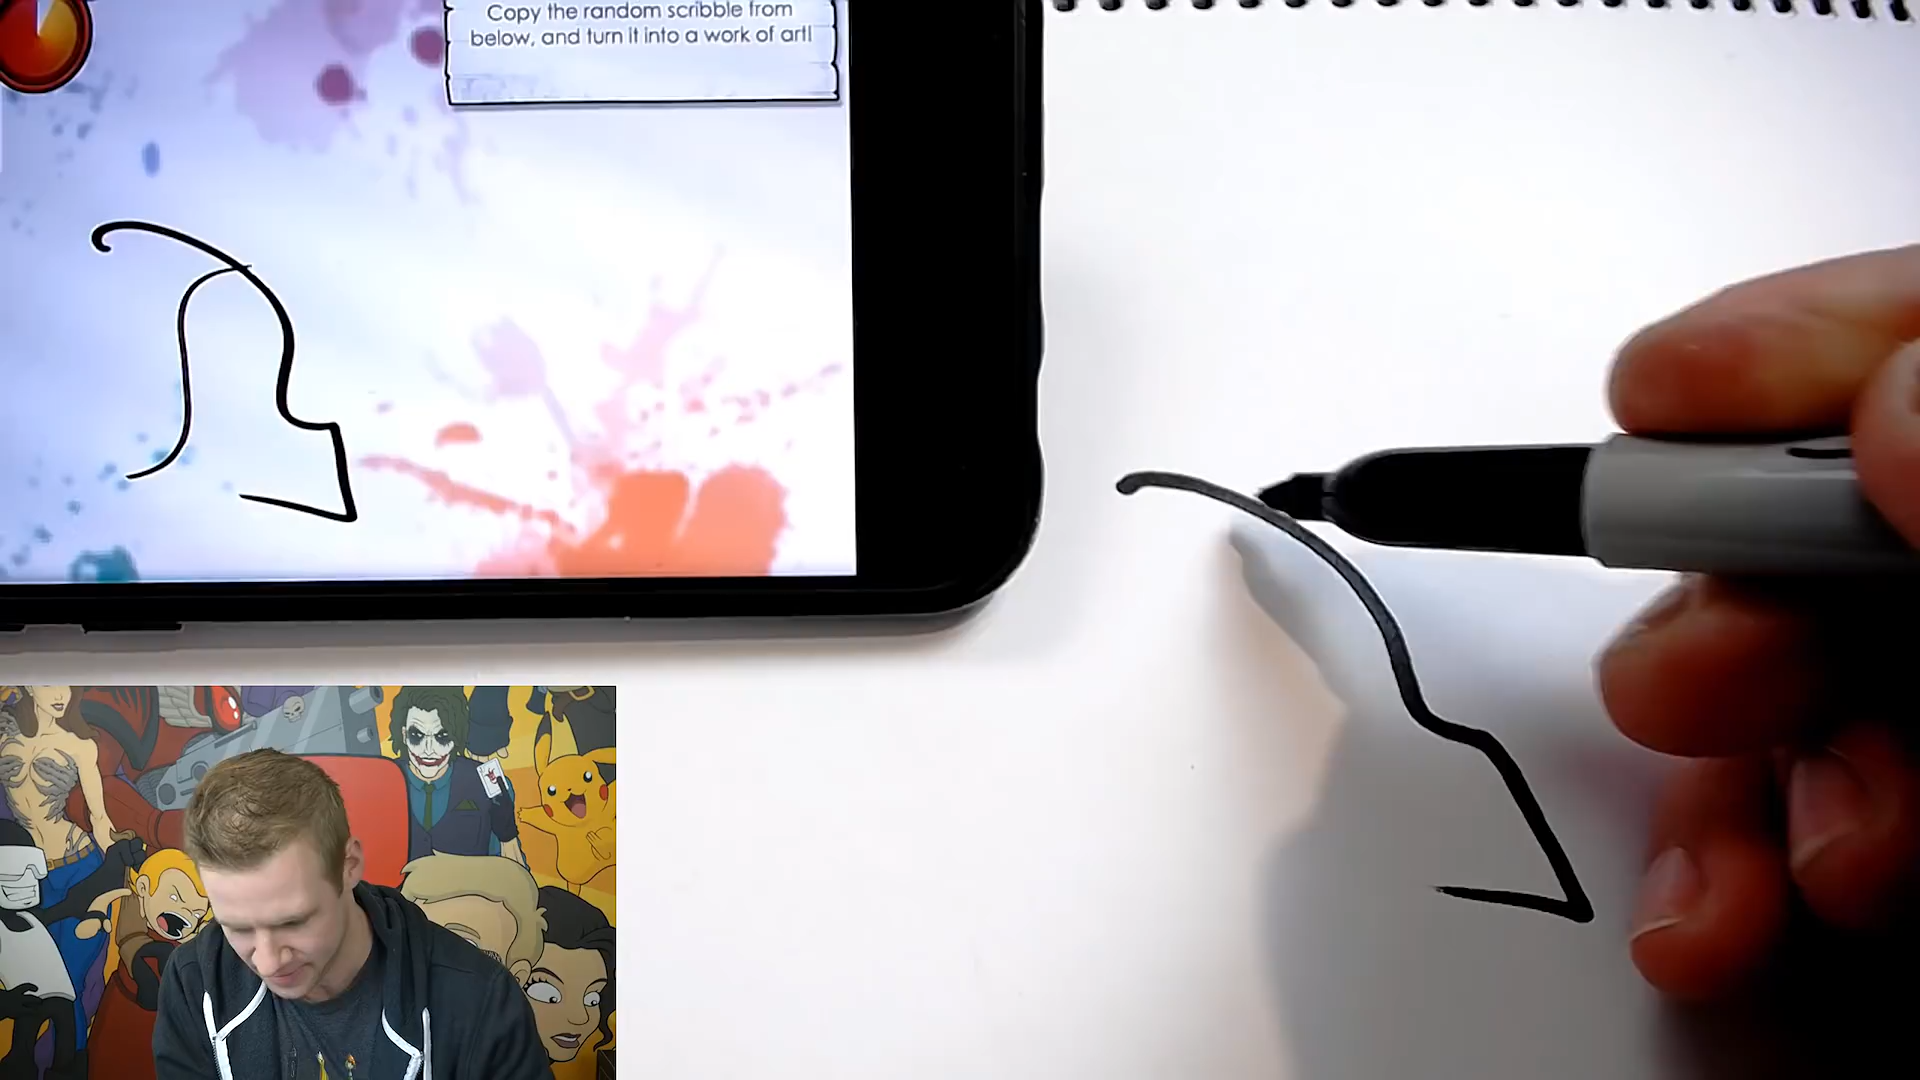 Copy the random scribble from
below, and turn it into a work of art!